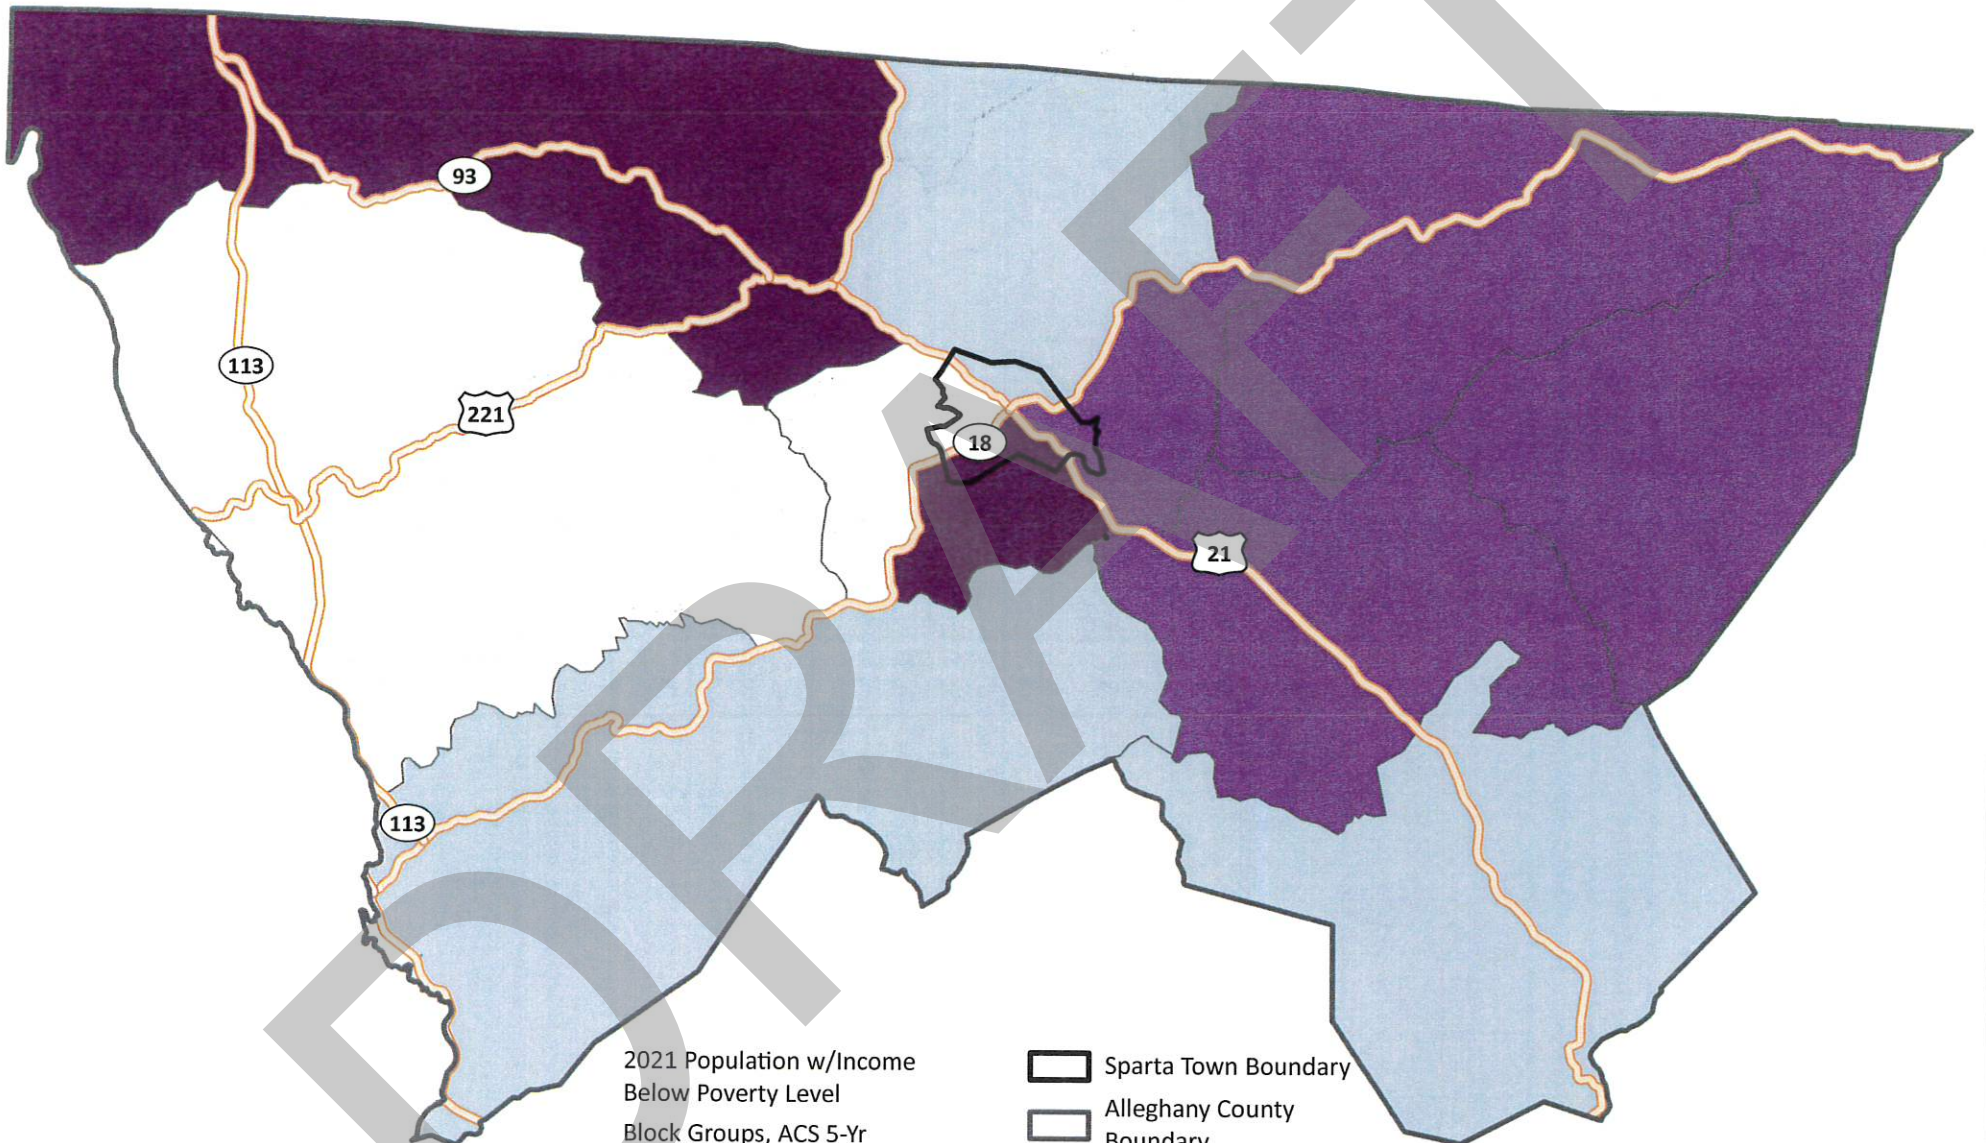 93
113
221
18
21
113
DRAFT
2021 Population w/Income
Below Poverty Level
Block Groups, ACS 5-Yr
Sparta Town Boundary
Alleghany County
Boundary